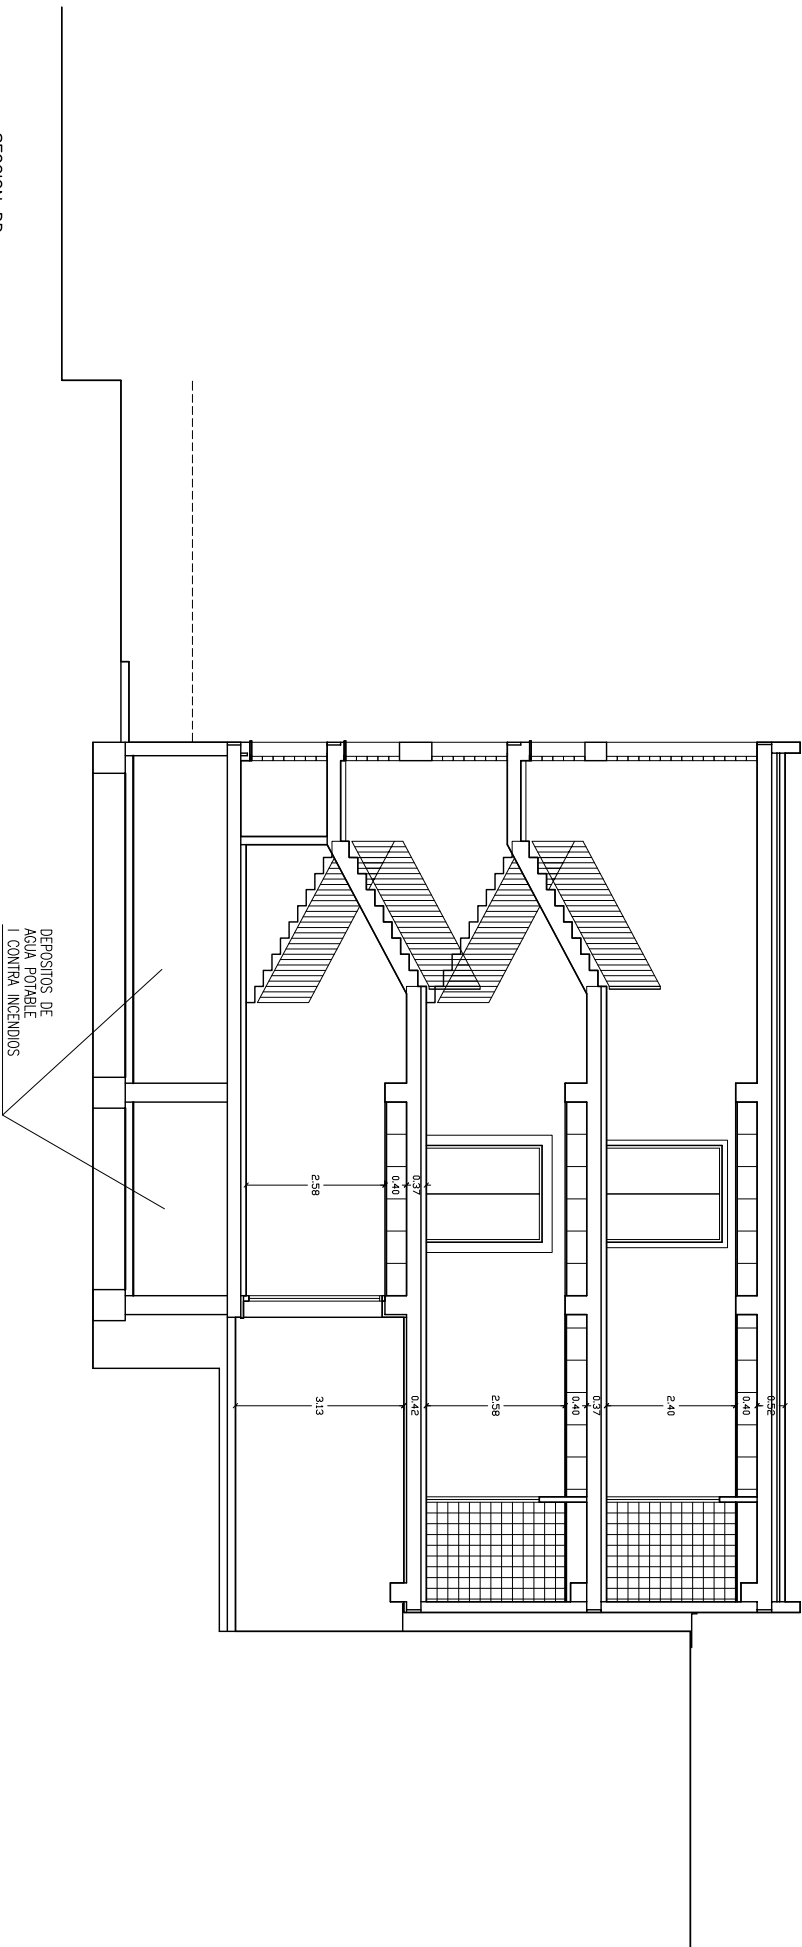 0.52
0.40
2.40
0.37
0.40
2.58
0.37
0.42
0.40
2.58
3.13
DEPOSITOS DE
AGUA POTABLE
I CONTRA INCENDIOS
SECCION